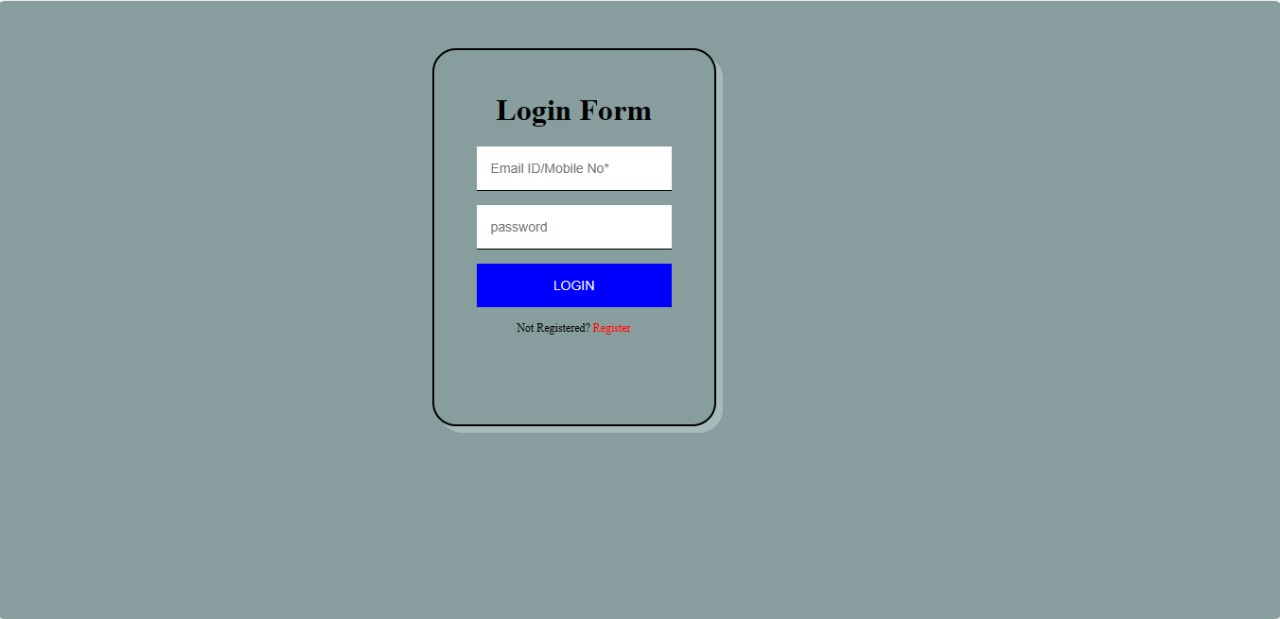 Login Form
Email ID/Mobile No*
password
LOGIN
Not Registered? Register